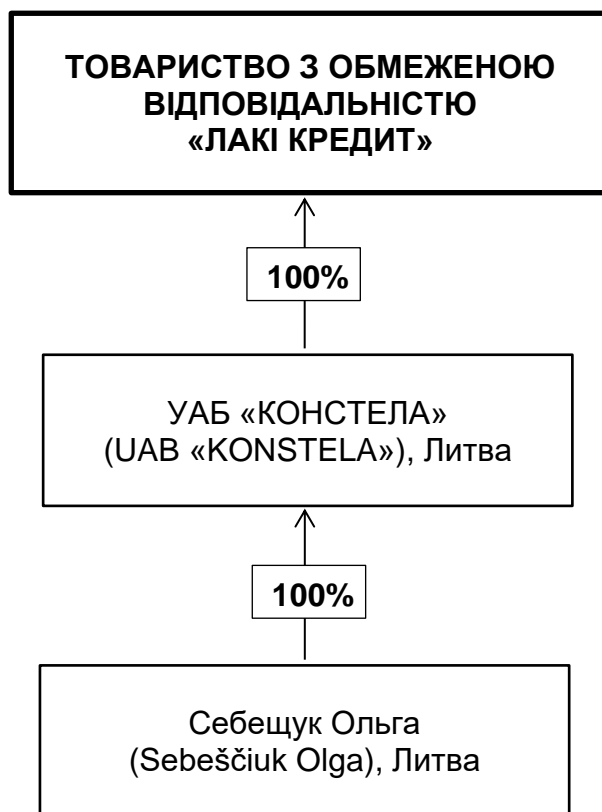 ТОВАРИСТВО З ОБМЕЖЕНОЮ
ВІДПОВІДАЛЬНІСТЮ
«ЛАКІ КРЕДИТ»
100%
УАБ «КОНСТЕЛА»
(UAB «KONSTELA»), Литва
100%
Себещук Ольга
(Sebeščiuk Olga), Литва